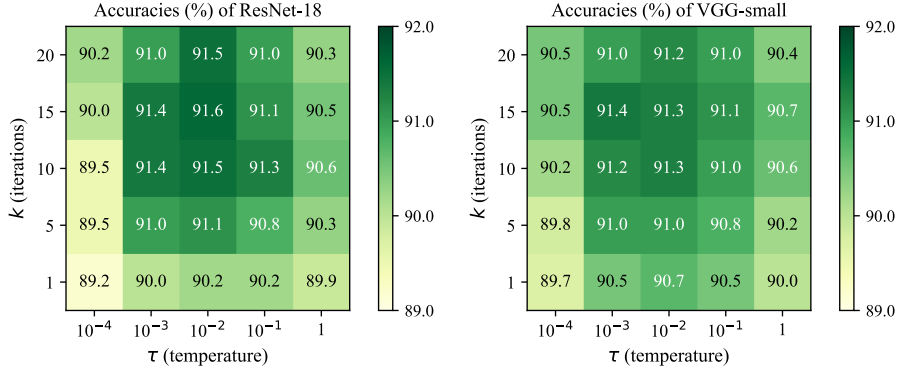 Accuracies (%) of ResNet-18
k (iterations)
20 90.2 91.0 91.5 91.0 90.3
15 90.0 91.4 91.6 91.1 90.5
10 89.5 91.4 91.5 91.3 90.6
5 89.5 91.0 91.1 90.8 90.3
1 89.2 90.0 90.2 90.2 89.9
10⁻⁴ 10⁻³ 10⁻² 10⁻¹ 1
τ (temperature)
92.0
91.0
90.0
89.0
Accuracies (%) of VGG-small
k (iterations)
20 90.5 91.0 91.2 91.0 90.4
15 90.5 91.4 91.3 91.1 90.7
10 90.2 91.2 91.3 91.0 90.6
5 89.8 91.0 91.0 90.8 90.2
1 89.7 90.5 90.7 90.5 90.0
10⁻⁴ 10⁻³ 10⁻² 10⁻¹ 1
τ (temperature)
92.0
91.0
90.0
89.0